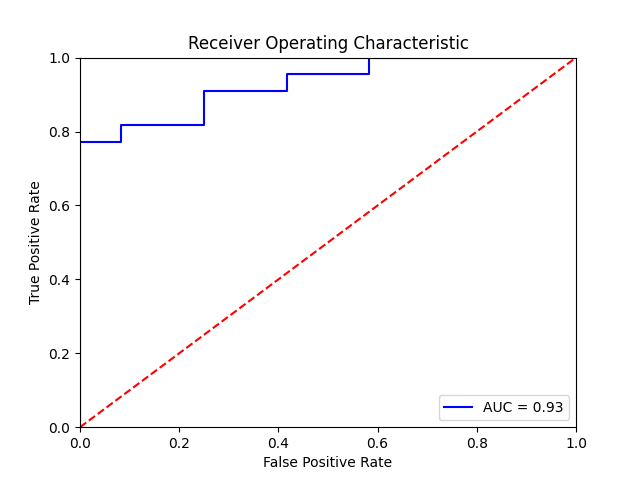 Receiver Operating Characteristic
1.0
0.8
0.6
0.4
0.2
0.0
True Positive Rate
AUC = 0.93
0.0 0.2 0.4 0.6 0.8 1.0
False Positive Rate